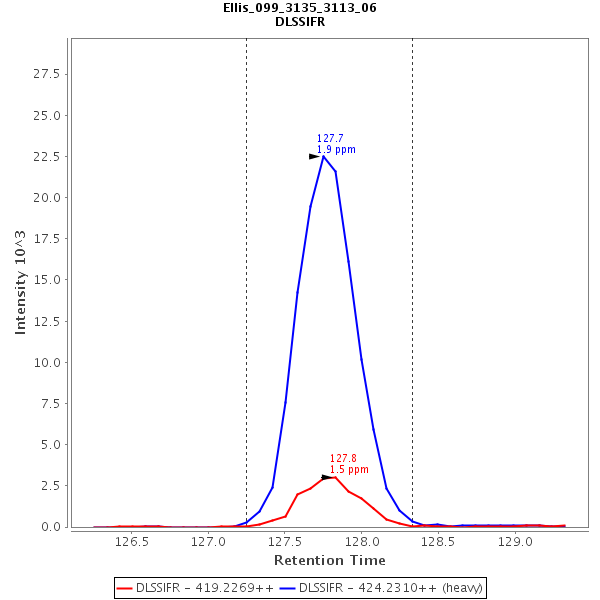 Ellis_099_3135_3113_06
DLSSIFR
Intensity 10^3
27.5
25.0
22.5
20.0
17.5
15.0
12.5
10.0
7.5
5.0
2.5
0.0
127.7
1.9 ppm
127.8
1.5 ppm
126.5
127.0
127.5
128.0
128.5
129.0
Retention Time
DLSSIFR - 419.2269++
DLSSIFR - 424.2310++ (heavy)